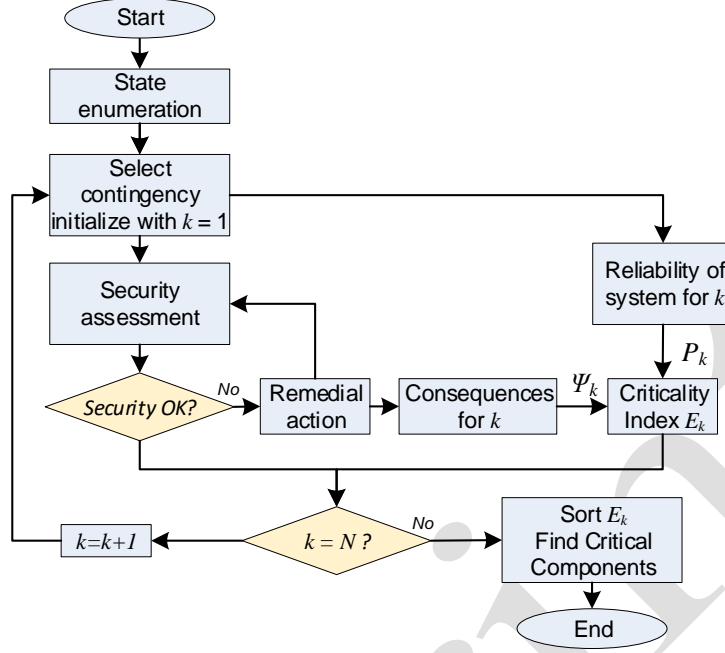 Start
State
enumeration
Select
contingency
initialize with k = 1
Security
assessment
Reliability of
system for k
P_k
Security OK?
No
Remedial
action
Consequences
for k
Ψ_k
Criticality
Index E_k
k=k+1
k = N ?
No
Sort E_k
Find Critical
Components
End